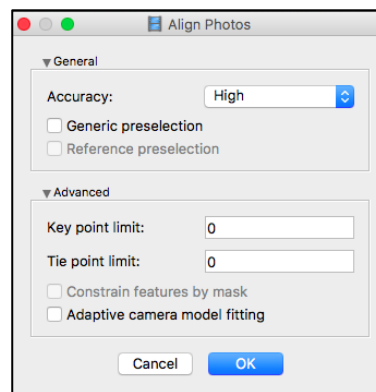 Align Photos
General
Accuracy: High
Generic preselection
Reference preselection
Advanced
Key point limit: 0
Tie point limit: 0
Constrain features by mask
Adaptive camera model fitting
Cancel OK